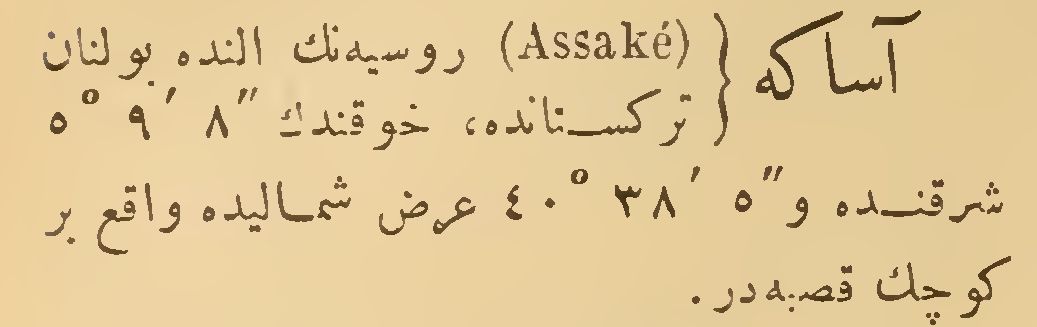 آساكه { (Assaké) روسيه‌نك النده بولنان
تركستانده، خوقندك ″٨ ′٩ °٥
شرقنده و″٥ ′٣٨ °٤٠ عرض شماليده واقع بر
كوچك قصبه‌در.